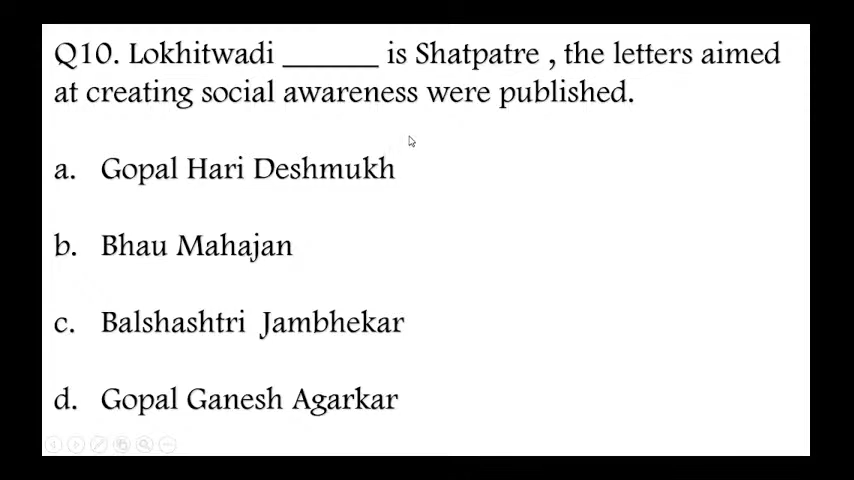 Q10. Lokhitwadi ______ is Shatpatre , the letters aimed
at creating social awareness were published.
a. Gopal Hari Deshmukh
b. Bhau Mahajan
c. Balshashtri Jambhekar
d. Gopal Ganesh Agarkar